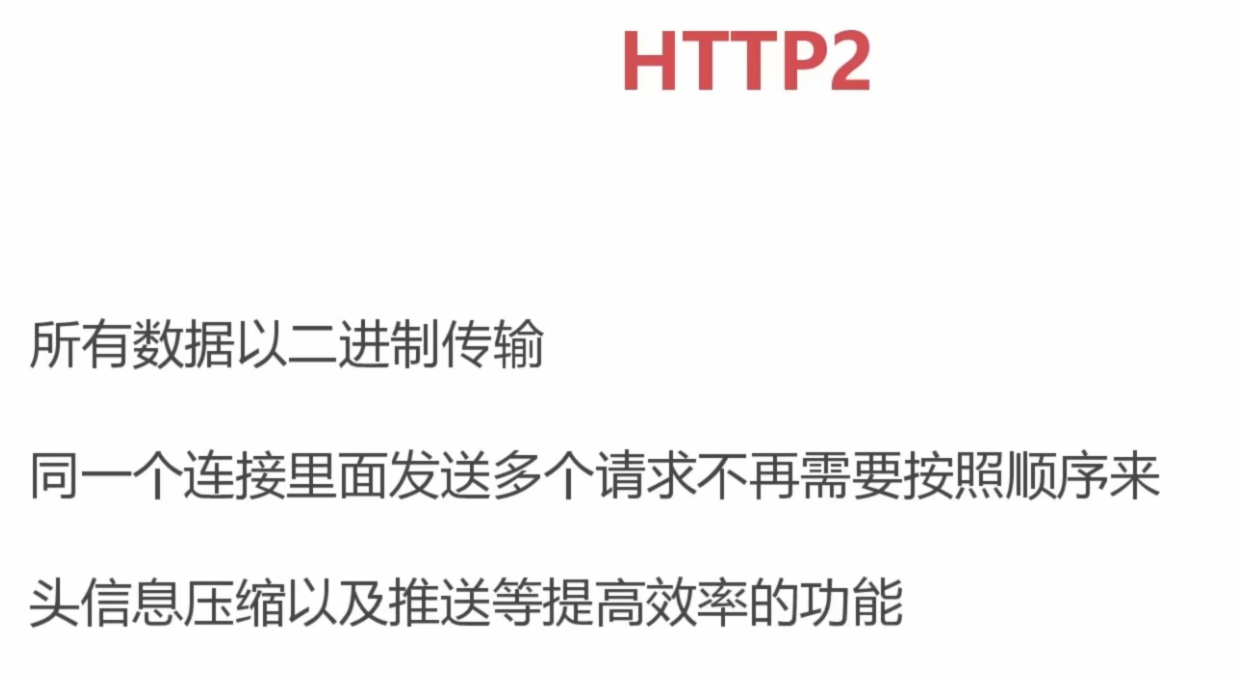 HTTP2
所有数据以二进制传输
同一个连接里面发送多个请求不再需要按照顺序来
头信息压缩以及推送等提高效率的功能